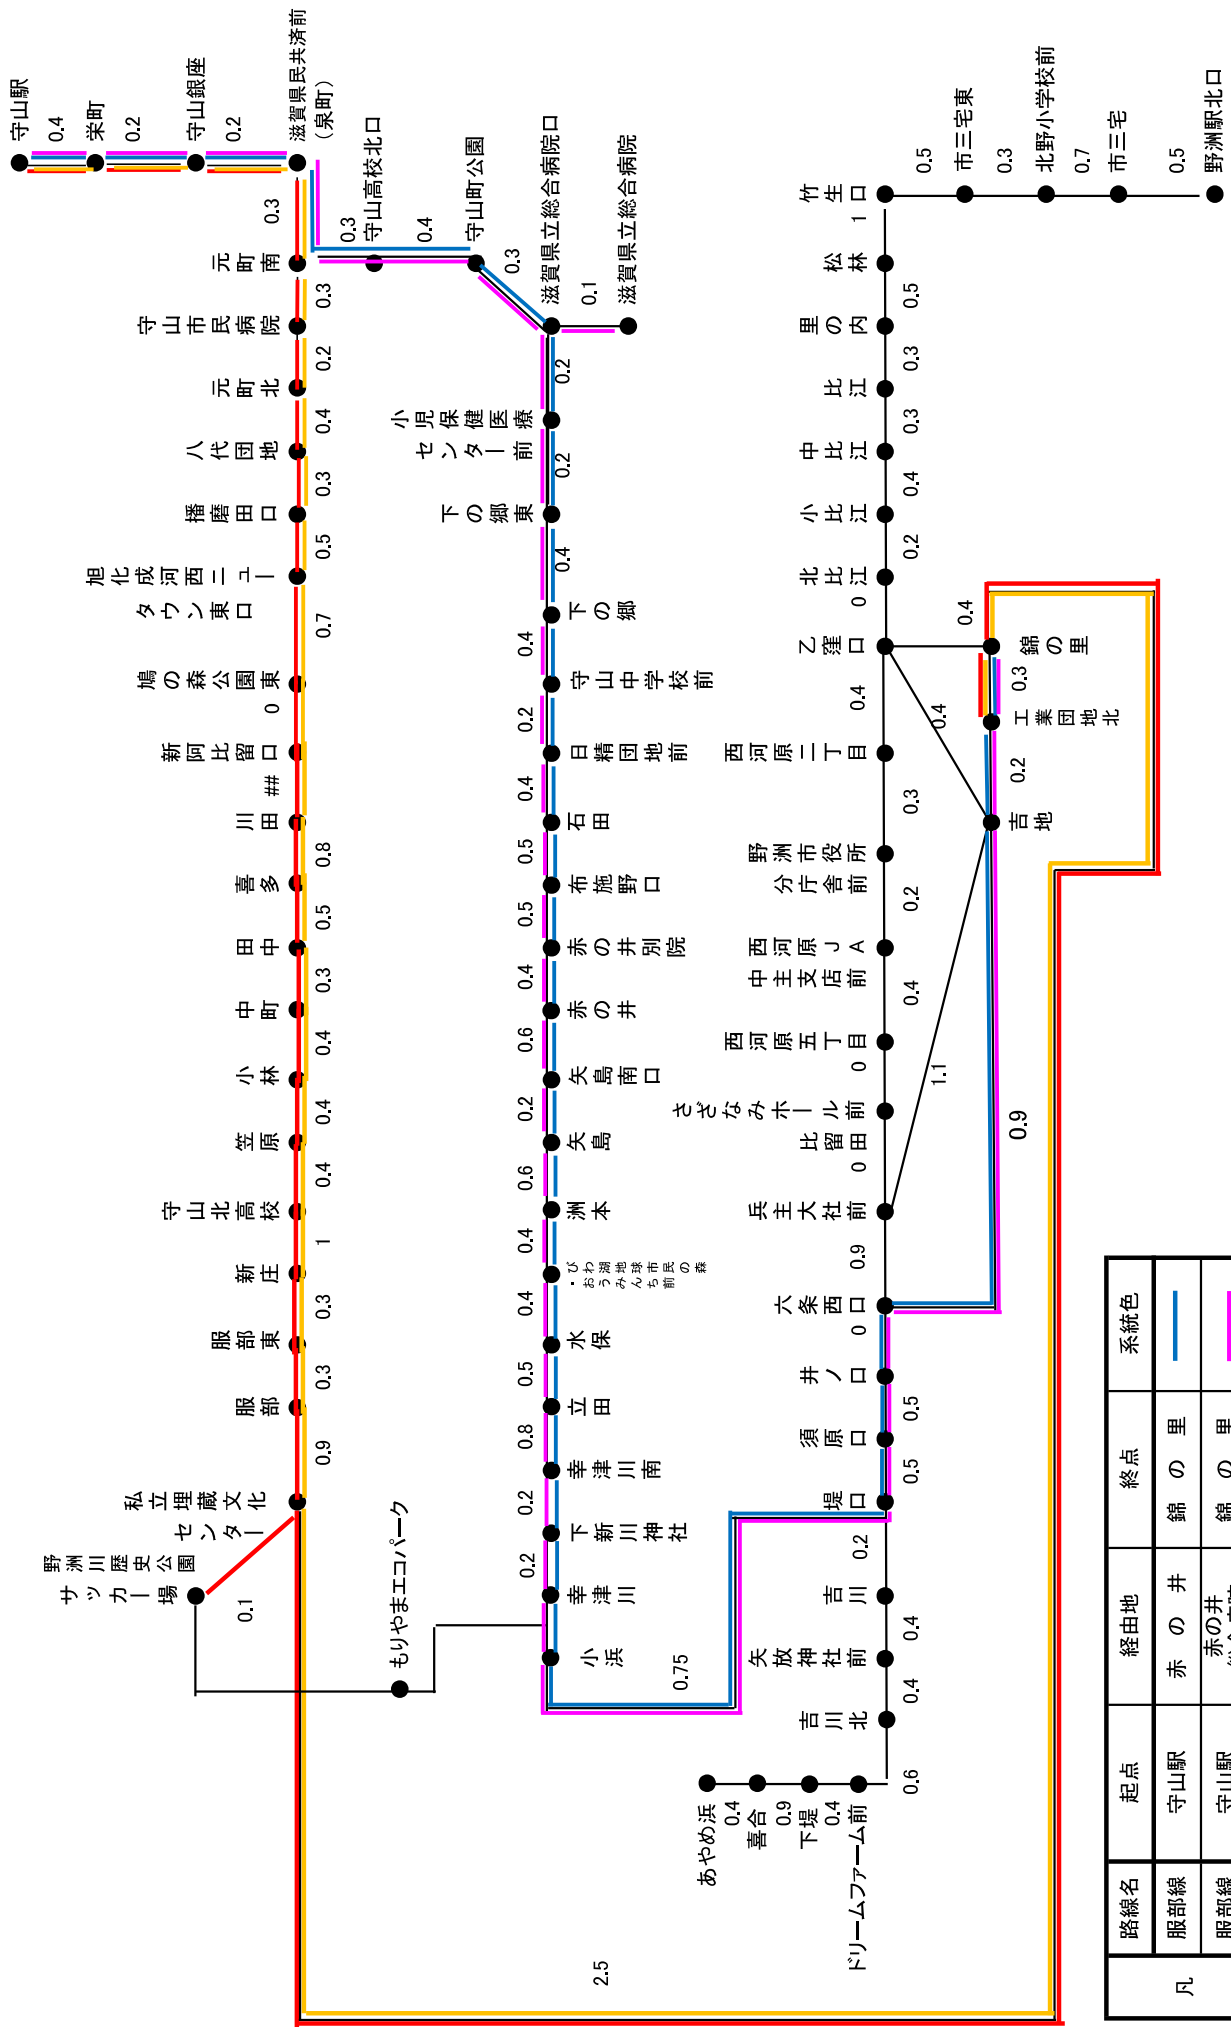 守山駅
0.4
栄町
0.2
守山銀座
0.2
滋賀県民共済前
（泉町）
0.3
守山高校北口
0.4
守山町公園
0.3
滋賀県立総合病院口
0.1
滋賀県立総合病院
0.3
元町南
0.3
守山市民病院
0.2
元町北
0.4
八代団地
0.3
播磨田口
0.5
旭化成河西ニュー
タウン東口
0.7
鳩の森公園東
0
新阿比留口
##
川田
0.8
喜多
0.5
田中
0.3
中町
0.4
小林
0.4
笠原
0.4
守山北高校
1
新庄
0.3
服部東
0.3
服部
0.9
私立埋蔵文化
センター
野洲川歴史公園
サッカー場
0.1
もりやまエコパーク
0.2
小児保健医療
センター前
0.2
下の郷東
0.4
下の郷
0.4
守山中学校前
0.2
日精団地前
0.4
石田
0.5
布施野口
0.5
赤の井別院
0.4
赤の井
0.6
矢島南口
0.2
矢島
0.6
洲本
0.4
びわ湖地球市民の森
・おうみんち前
0.4
水保
0.5
立田
0.8
幸津川南
0.2
下新川神社
0.2
幸津川
小浜
0.75
野洲駅北口
0.5
市三宅
0.7
北野小学校前
0.3
市三宅東
0.5
竹生口
1
松林
0.5
里の内
0.3
比江
0.3
中比江
0.4
小比江
0.2
北比江
0
乙窪口
0.4
西河原二丁目
0.3
野洲市役所
分庁舎前
0.2
西河原ＪＡ
中主支店前
0.4
西河原五丁目
0
さざなみホール前
比留田
0
兵主大社前
0.9
六条西口
0
井ノ口
0.5
須原口
0.5
堤口
0.2
吉川
0.4
矢放神社前
0.4
吉川北
0.6
ドリームファーム前
0.4
下堤
0.9
喜合
0.4
あやめ浜
0.4
錦の里
0.3
工業団地北
0.2
吉地
0.4
1.1
0.9
2.5
凡
路線名 起点 経由地 終点 系統色
服部線 守山駅 赤の井 錦の里
服部線 守山駅 赤の井 錦の里